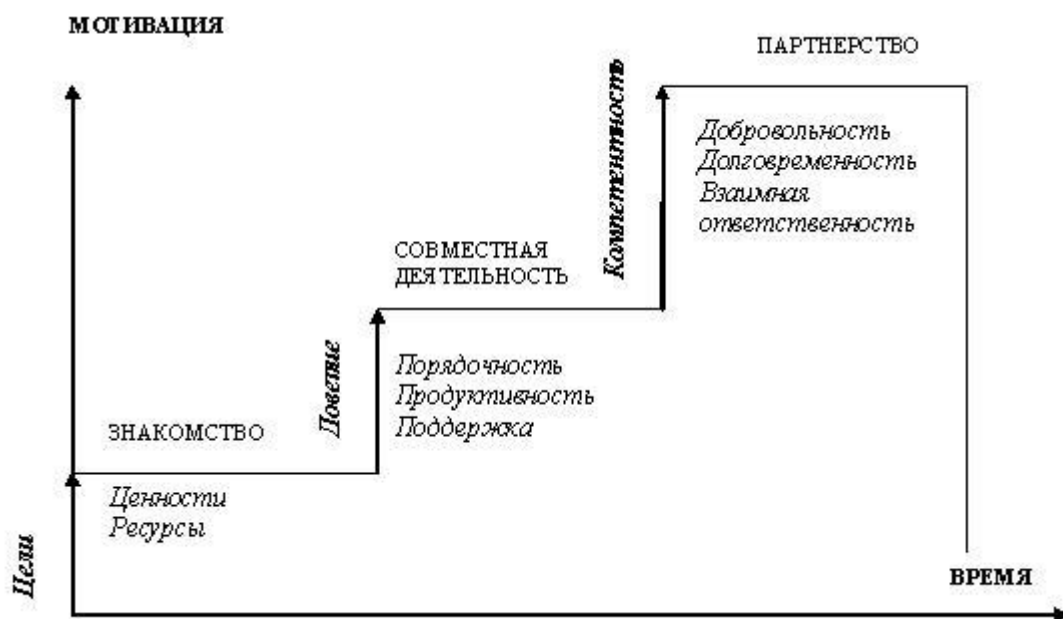 МОТИВАЦИЯ
ПАРТНЕРСТВО
Компетентность
Добровольность
Долговременность
Взаимная
ответственность
СОВМЕСТНАЯ
ДЕЯТЕЛЬНОСТЬ
Доверие
Порядочность
Продуктивность
Поддержка
ЗНАКОМСТВО
Ценности
Ресурсы
Цели
ВРЕМЯ